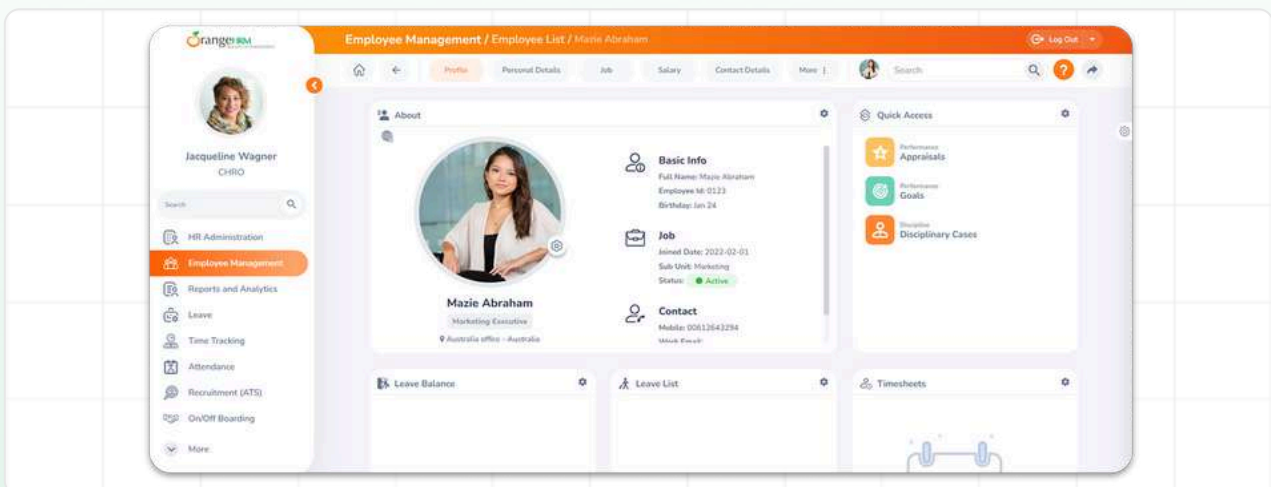 OrangeHRM
Employee Management / Employee List / Mazie Abraham
Log Out
Profile
Personal Details
Job
Salary
Contact Details
More
Search
Jacqueline Wagner
CHRO
Search
HR Administration
Employee Management
Reports and Analytics
Leave
Time Tracking
Attendance
Recruitment (ATS)
On/Off Boarding
More
About
Mazie Abraham
Marketing Executive
Australia office - Australia
Basic Info
Full Name: Mazie Abraham
Employee Id: 0123
Birthday: Jan 24
Job
Joined Date: 2022-02-01
Sub Unit: Marketing
Status: Active
Contact
Mobile: 00612643294
Work Email:
Quick Access
Performance
Appraisals
Performance
Goals
Discipline
Disciplinary Cases
Leave Balance
Leave List
Timesheets